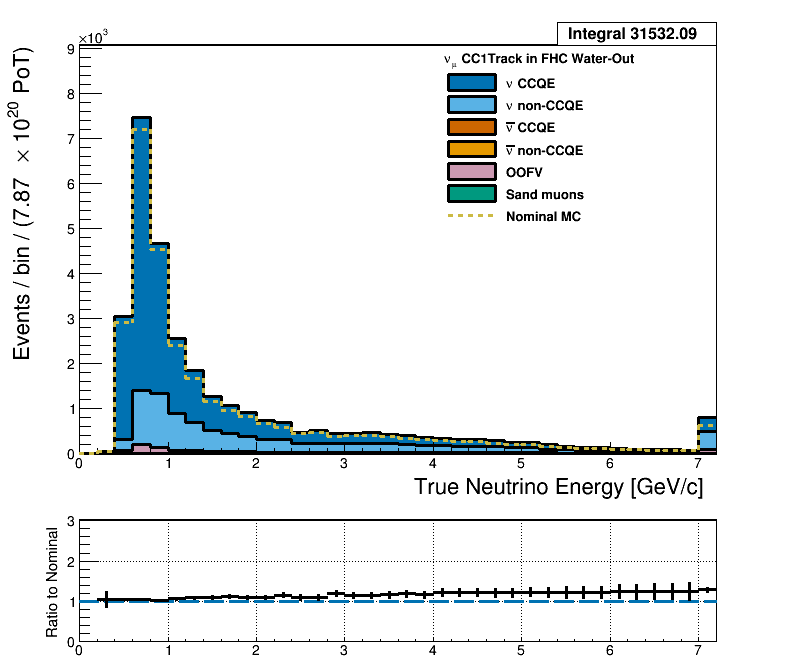 Integral 31532.09
×10³
ν_μ CC1Track in FHC Water-Out
ν CCQE
ν non-CCQE
ν̅ CCQE
ν̅ non-CCQE
OOFV
Sand muons
Nominal MC
Events / bin / (7.87 × 10²⁰ PoT)
9
8
7
6
5
4
3
2
1
0
0 1 2 3 4 5 6 7
True Neutrino Energy [GeV/c]
Ratio to Nominal
3
2
1
0
0 1 2 3 4 5 6 7